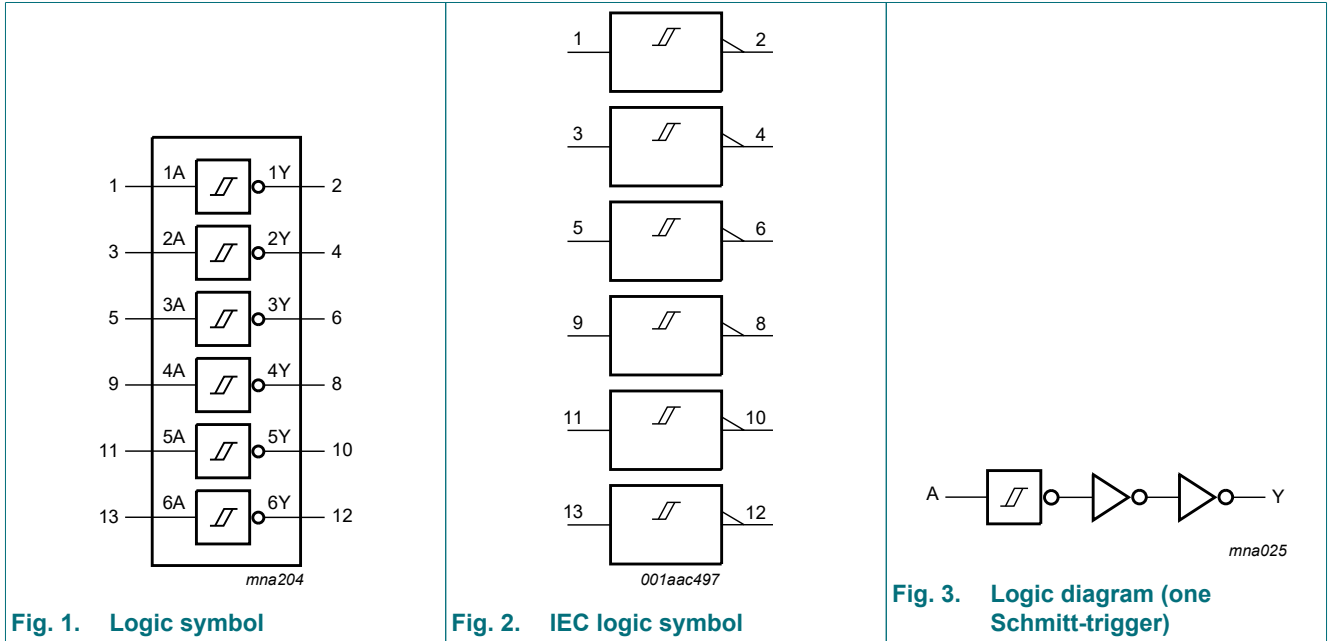 1 1A 1Y 2
3 2A 2Y 4
5 3A 3Y 6
9 4A 4Y 8
11 5A 5Y 10
13 6A 6Y 12
mna204
Fig. 1. Logic symbol
1 2
3 4
5 6
9 8
11 10
13 12
001aac497
Fig. 2. IEC logic symbol
A Y
mna025
Fig. 3. Logic diagram (one
Schmitt-trigger)